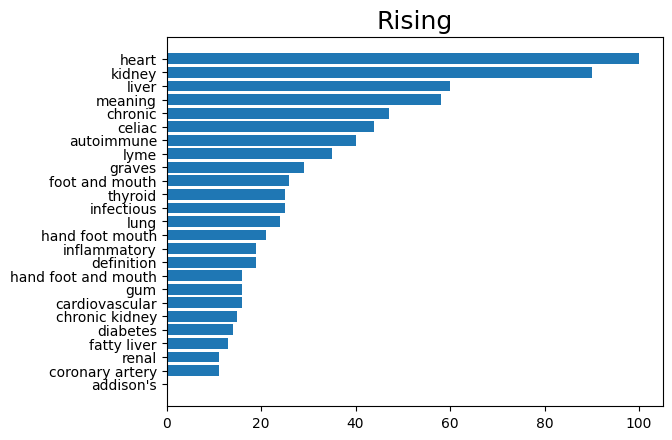 Rising
heart
kidney
liver
meaning
chronic
celiac
autoimmune
lyme
graves
foot and mouth
thyroid
infectious
lung
hand foot mouth
inflammatory
definition
hand foot and mouth
gum
cardiovascular
chronic kidney
diabetes
fatty liver
renal
coronary artery
addison's
0 20 40 60 80 100